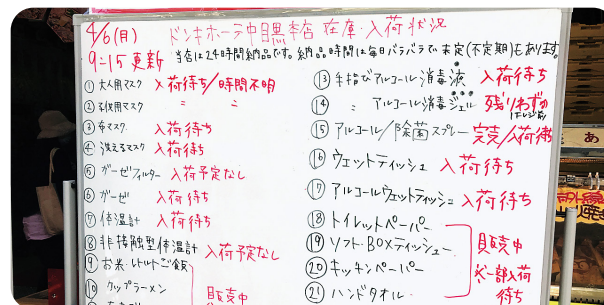 4/6(月) ドンキホーテ中目黒本店 在庫・入荷状況
9:15 更新 当店は24時間納品です。納品時間は毎日バラバラで未定(不定期)もあります。
① 大人用マスク 入荷待ち/時間不明
② 子供用マスク 〃 〃
③ 布マスク 入荷待ち
④ 洗えるマスク 入荷待ち
⑤ ガーゼフィルター 入荷予定なし
⑥ ガーゼ 入荷待ち
⑦ 体温計 入荷待ち
⑧ 非接触型体温計 入荷予定なし
⑨ お米・レトルトご飯
⑩ カップラーメン 販売中
⑬ 手指びアルコール消毒液 入荷待ち
⑭ 〃 アルコール消毒ジェル 残りわずか
⑮ アルコール/除菌スプレー 完売/入荷待ち
⑯ ウェットティッシュ 入荷待ち
⑰ アルコールウェットティッシュ 入荷待ち
⑱ トイレットペーパー
⑲ ソフト・BOXティシュー 販売中
⑳ キッチンペーパー 一部入荷待ち
㉑ ハンドタオル